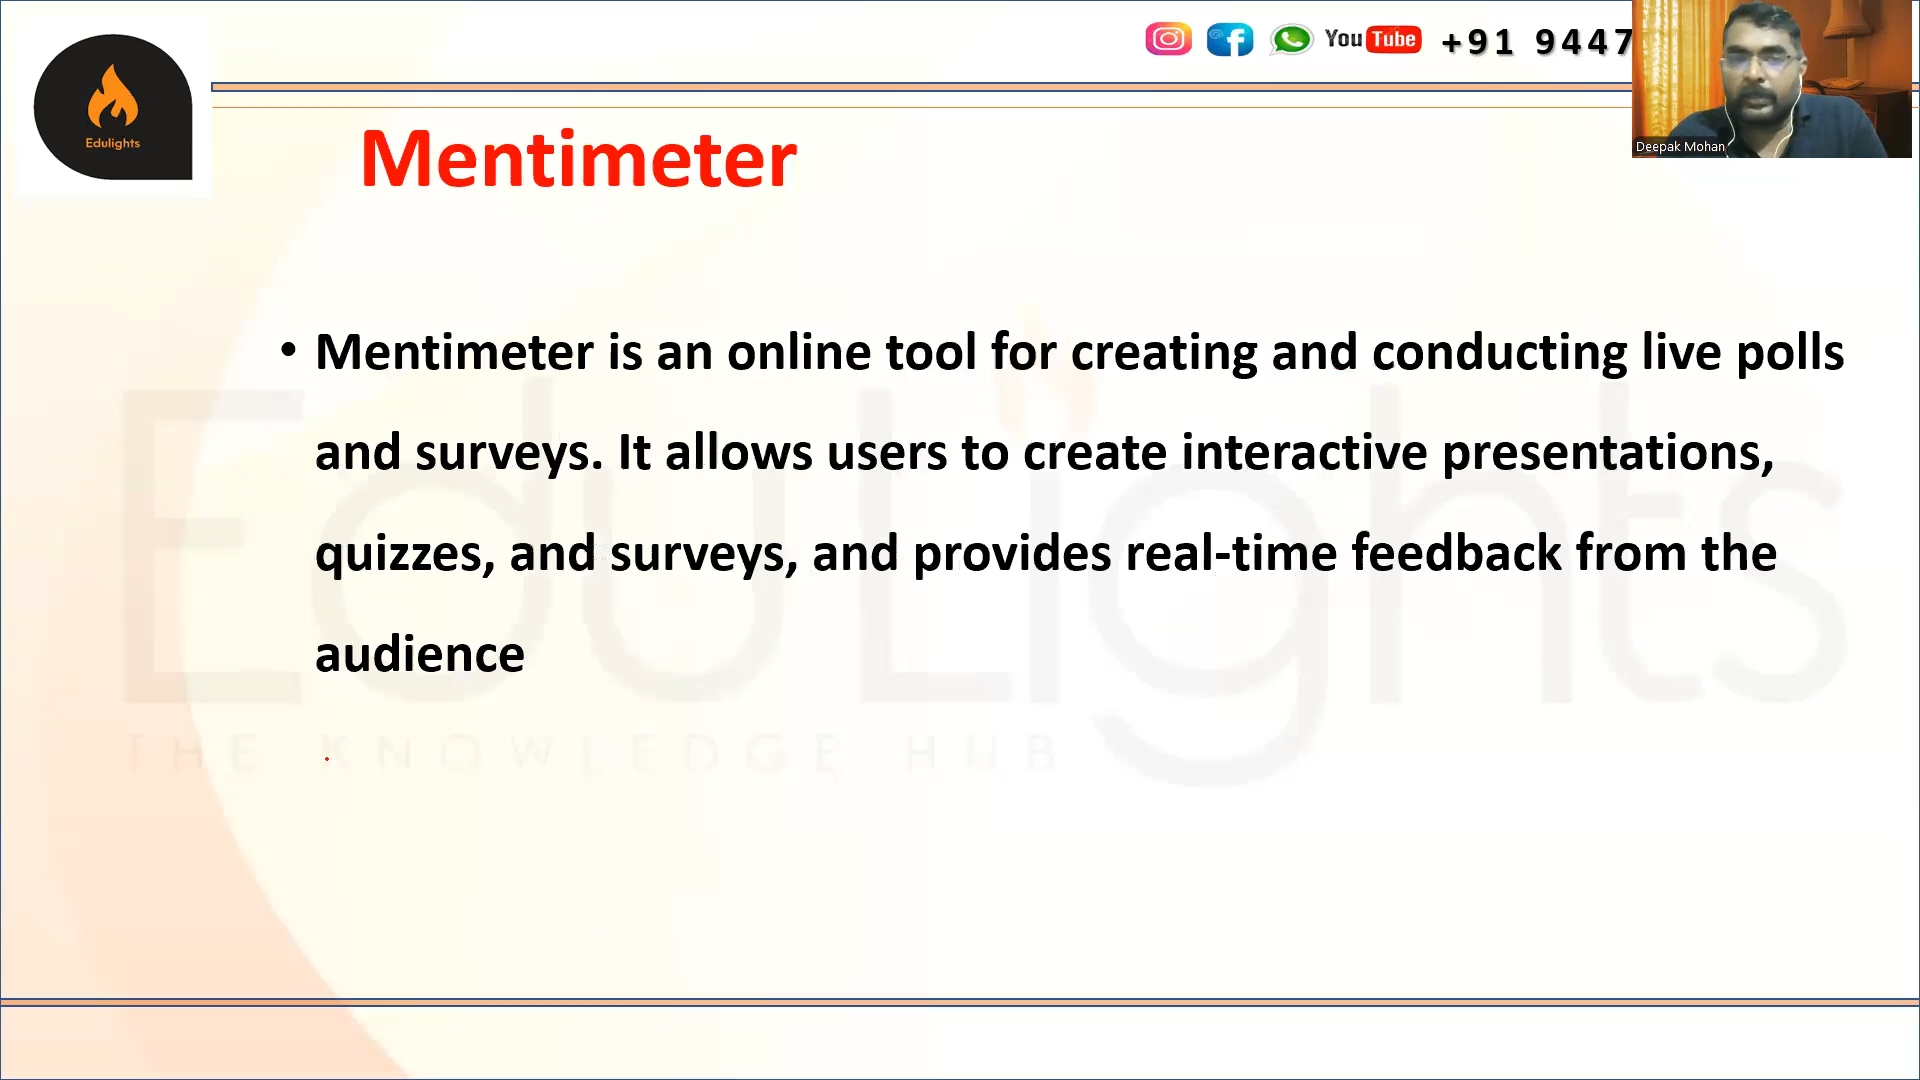 Edulights
You Tube +91 9447
Deepak Mohan
Mentimeter
• Mentimeter is an online tool for creating and conducting live polls
and surveys. It allows users to create interactive presentations,
quizzes, and surveys, and provides real-time feedback from the
audience
EduLights
THE KNOWLEDGE HUB